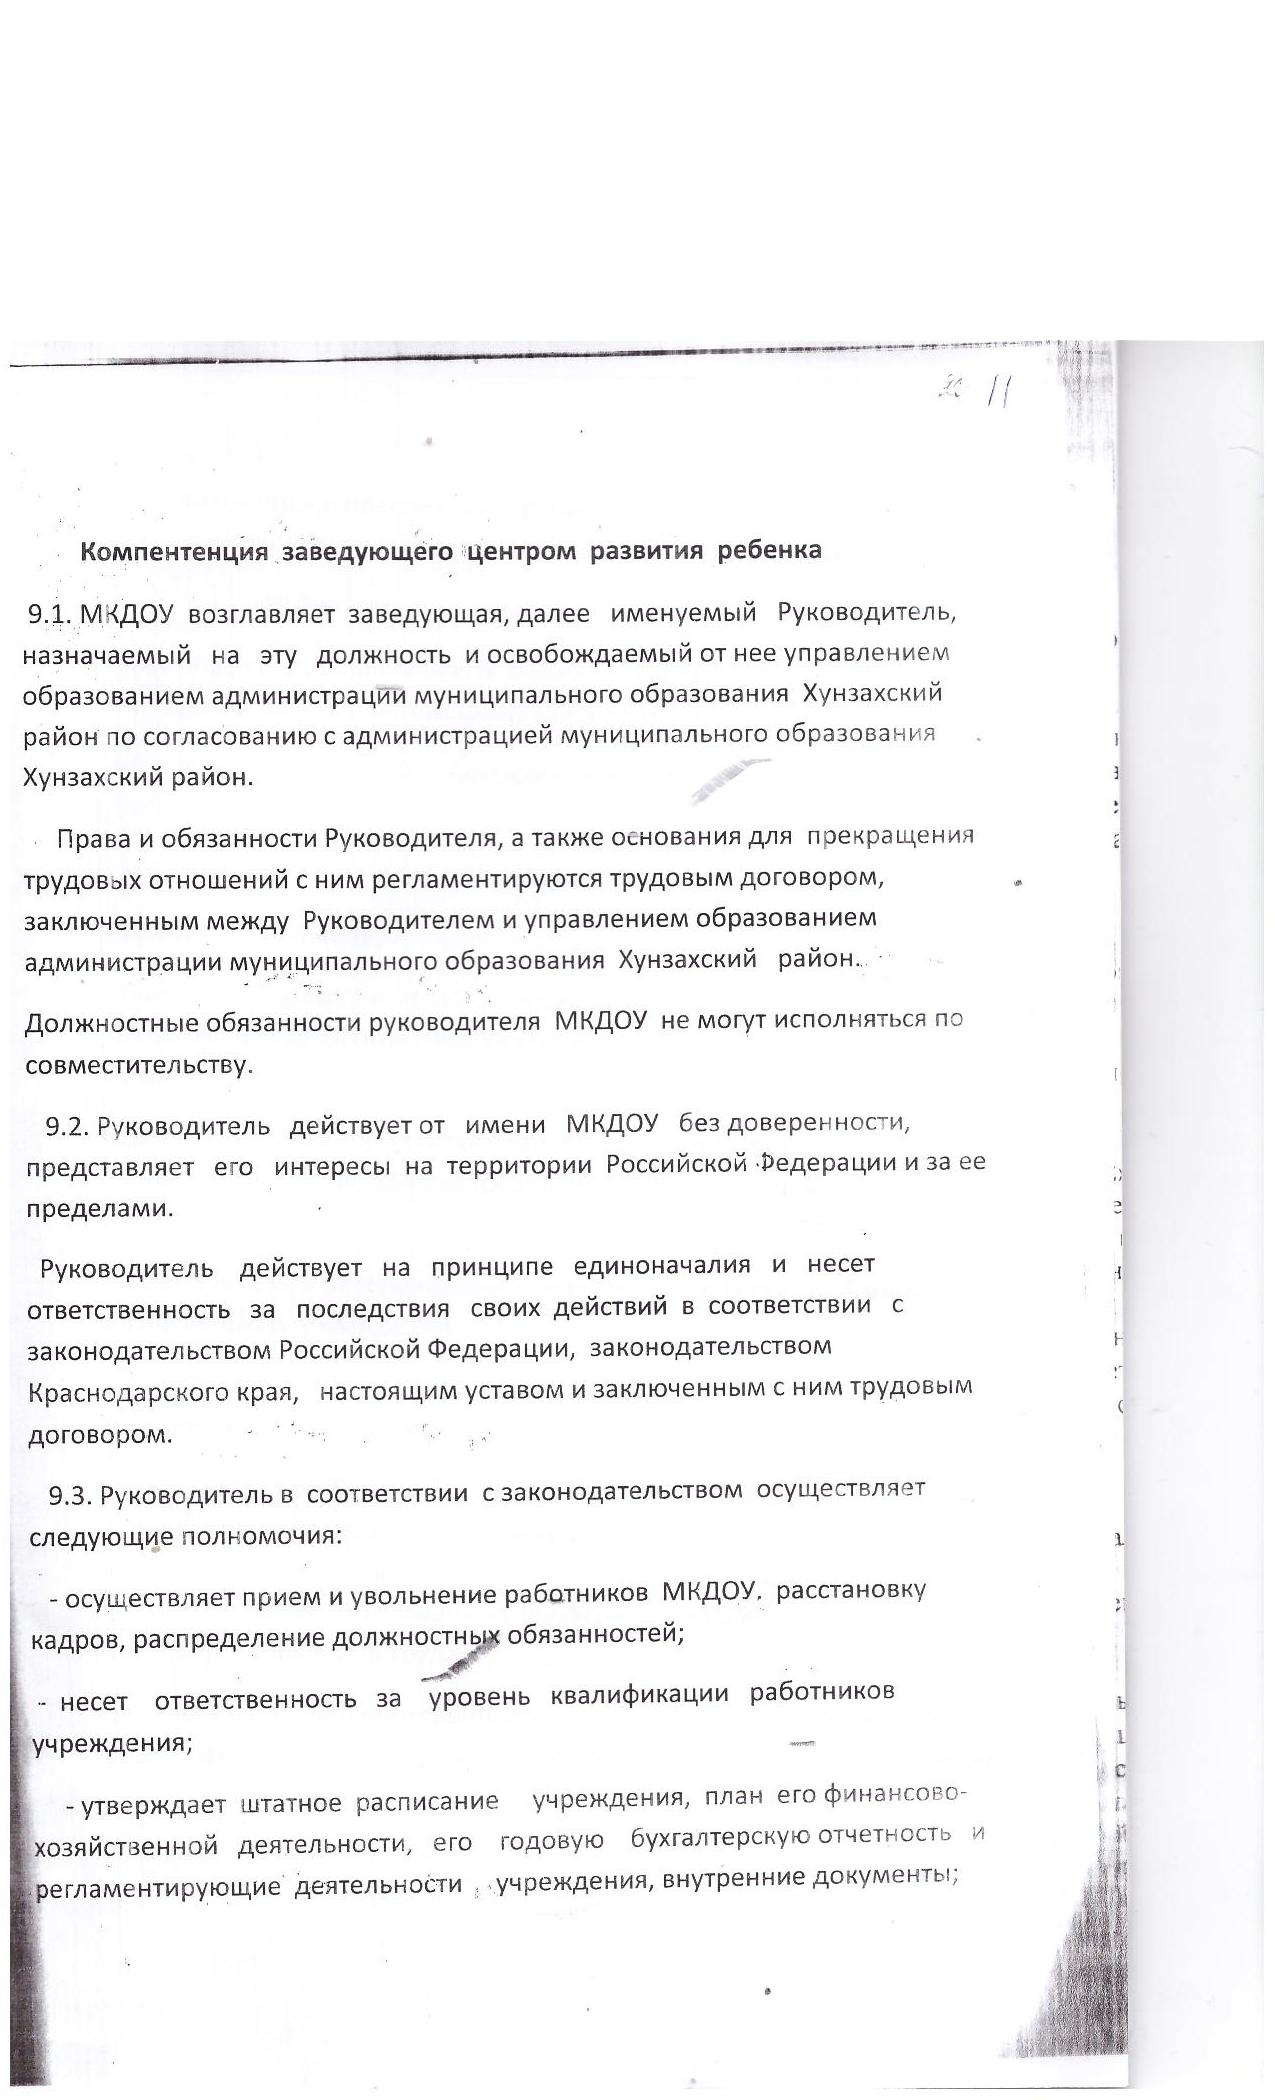 11
Компентенция заведующего центром развития ребенка
9.1. МКДОУ возглавляет заведующая, далее именуемый Руководитель,
назначаемый на эту должность и освобождаемый от нее управлением
образованием администрации муниципального образования Хунзахский
район по согласованию с администрацией муниципального образования
Хунзахский район.
Права и обязанности Руководителя, а также основания для прекращения
трудовых отношений с ним регламентируются трудовым договором,
заключенным между Руководителем и управлением образованием
администрации муниципального образования Хунзахский район.
Должностные обязанности руководителя МКДОУ не могут исполняться по
совместительству.
9.2. Руководитель действует от имени МКДОУ без доверенности,
представляет его интересы на территории Российской Федерации и за ее
пределами.
Руководитель действует на принципе единоначалия и несет
ответственность за последствия своих действий в соответствии с
законодательством Российской Федерации, законодательством
Краснодарского края, настоящим уставом и заключенным с ним трудовым
договором.
9.3. Руководитель в соответствии с законодательством осуществляет
следующие полномочия:
- осуществляет прием и увольнение работников МКДОУ, расстановку
кадров, распределение должностных обязанностей;
- несет ответственность за уровень квалификации работников
учреждения;
- утверждает штатное расписание учреждения, план его финансово-
хозяйственной деятельности, его годовую бухгалтерскую отчетность и
регламентирующие деятельности учреждения, внутренние документы;